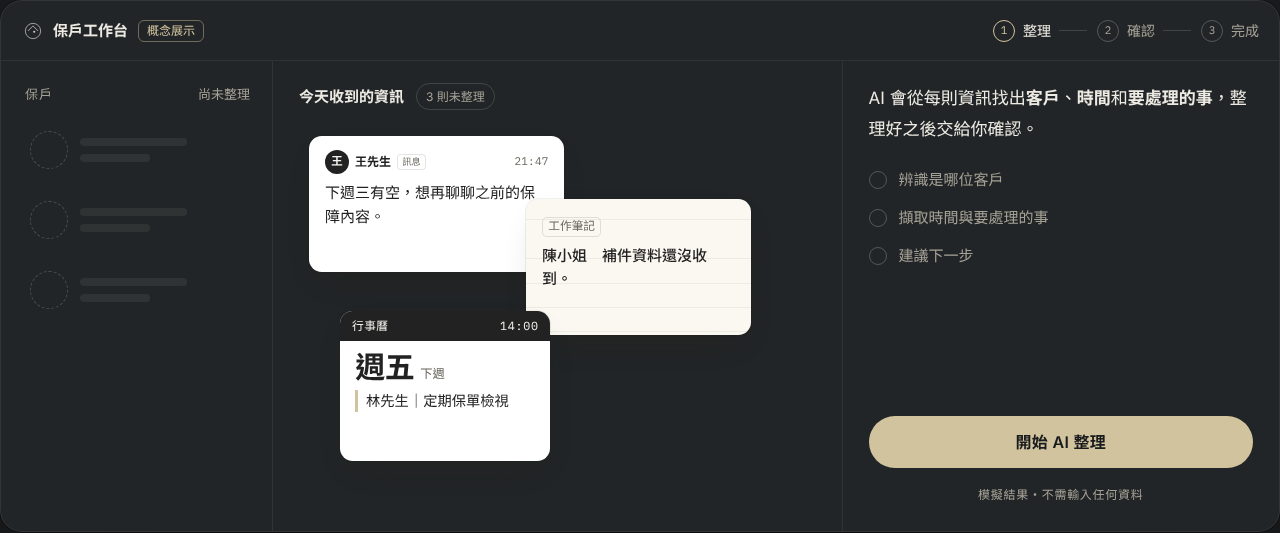 保戶工作台
概念展示
1 整理
2 確認
3 完成
保戶
尚未整理
今天收到的資訊
3 則未整理
王 王先生 訊息 21:47
下週三有空，想再聊聊之前的保
障內容。
工作筆記
陳小姐　補件資料還沒收
到。
行事曆 14:00
週五 下週
林先生｜定期保單檢視
AI 會從每則資訊找出客戶、時間和要處理的事，整
理好之後交給你確認。
辨識是哪位客戶
擷取時間與要處理的事
建議下一步
開始 AI 整理
模擬結果・不需輸入任何資料